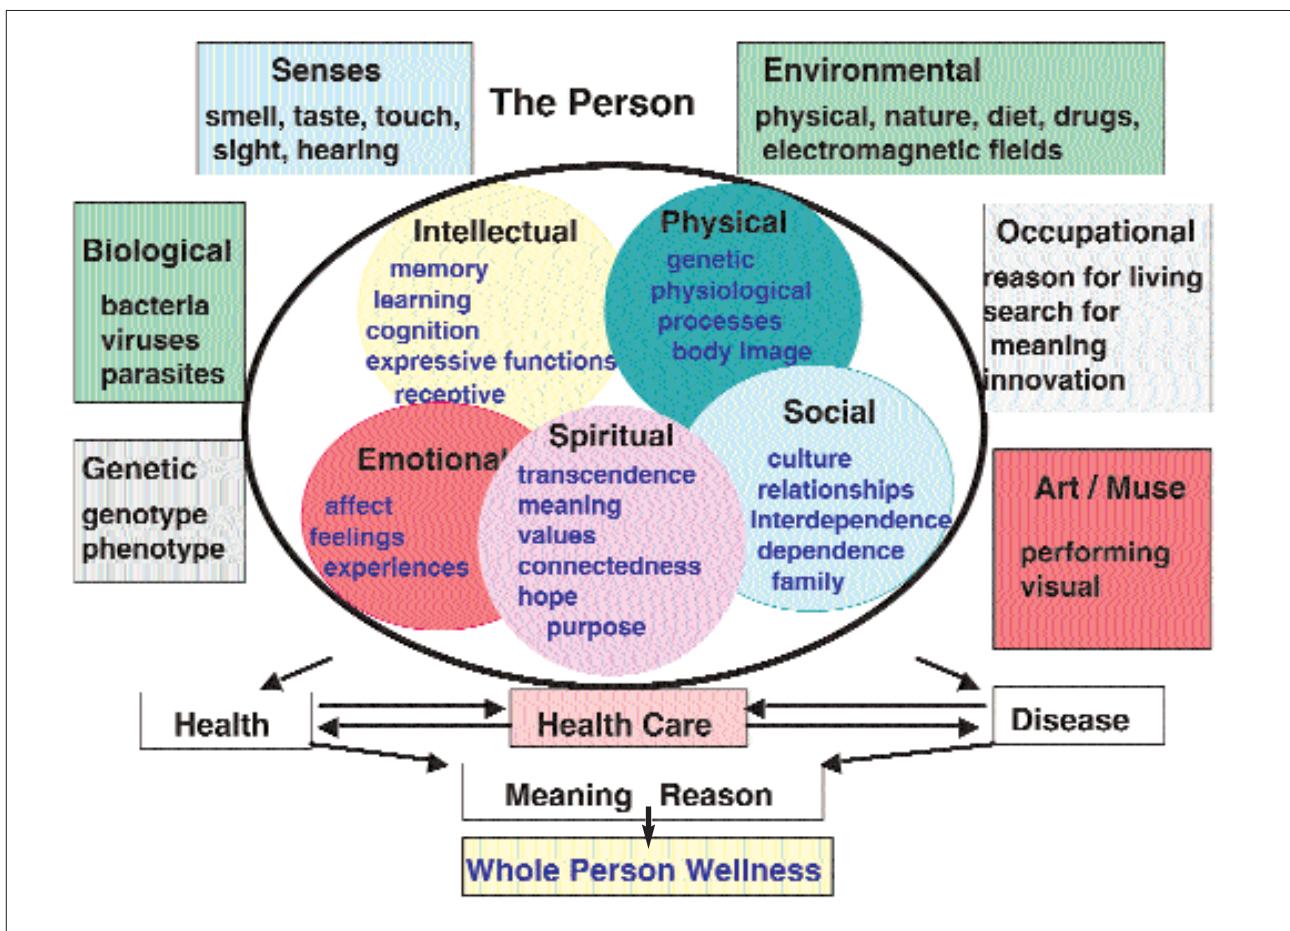 Senses
smell, taste, touch,
sight, hearing
The Person
Environmental
physical, nature, diet, drugs,
electromagnetic fields
Biological
bacteria
viruses
parasites
Intellectual
memory
learning
cognition
expressive functions
receptive
Physical
genetic
physiological
processes
body image
Occupational
reason for living
search for
meaning
innovation
Genetic
genotype
phenotype
Emotional
affect
feelings
experiences
Spiritual
transcendence
meaning
values
connectedness
hope
purpose
Social
culture
relationships
interdependence
dependence
family
Art / Muse
performing
visual
Health
Health Care
Disease
Meaning Reason
Whole Person Wellness